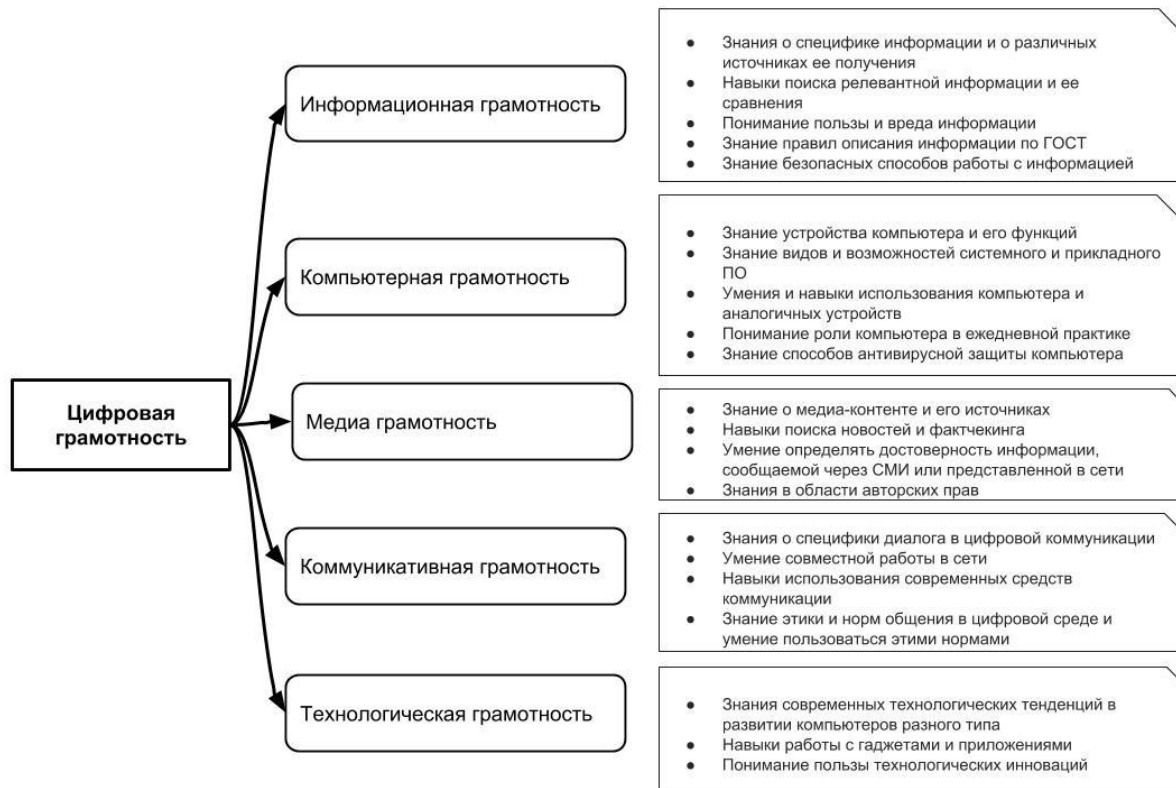 Цифровая
грамотность
Информационная грамотность
● Знания о специфике информации и о различных
источниках ее получения
● Навыки поиска релевантной информации и ее
сравнения
● Понимание пользы и вреда информации
● Знание правил описания информации по ГОСТ
● Знание безопасных способов работы с информацией
Компьютерная грамотность
● Знание устройства компьютера и его функций
● Знание видов и возможностей системного и прикладного
ПО
● Умения и навыки использования компьютера и
аналогичных устройств
● Понимание роли компьютера в ежедневной практике
● Знание способов антивирусной защиты компьютера
Медиа грамотность
● Знание о медиа-контенте и его источниках
● Навыки поиска новостей и фактчекинга
● Умение определять достоверность информации,
сообщаемой через СМИ или представленной в сети
● Знания в области авторских прав
Коммуникативная грамотность
● Знания о специфики диалога в цифровой коммуникации
● Умение совместной работы в сети
● Навыки использования современных средств
коммуникации
● Знание этики и норм общения в цифровой среде и
умение пользоваться этими нормами
Технологическая грамотность
● Знания современных технологических тенденций в
развитии компьютеров разного типа
● Навыки работы с гаджетами и приложениями
● Понимание пользы технологических инноваций